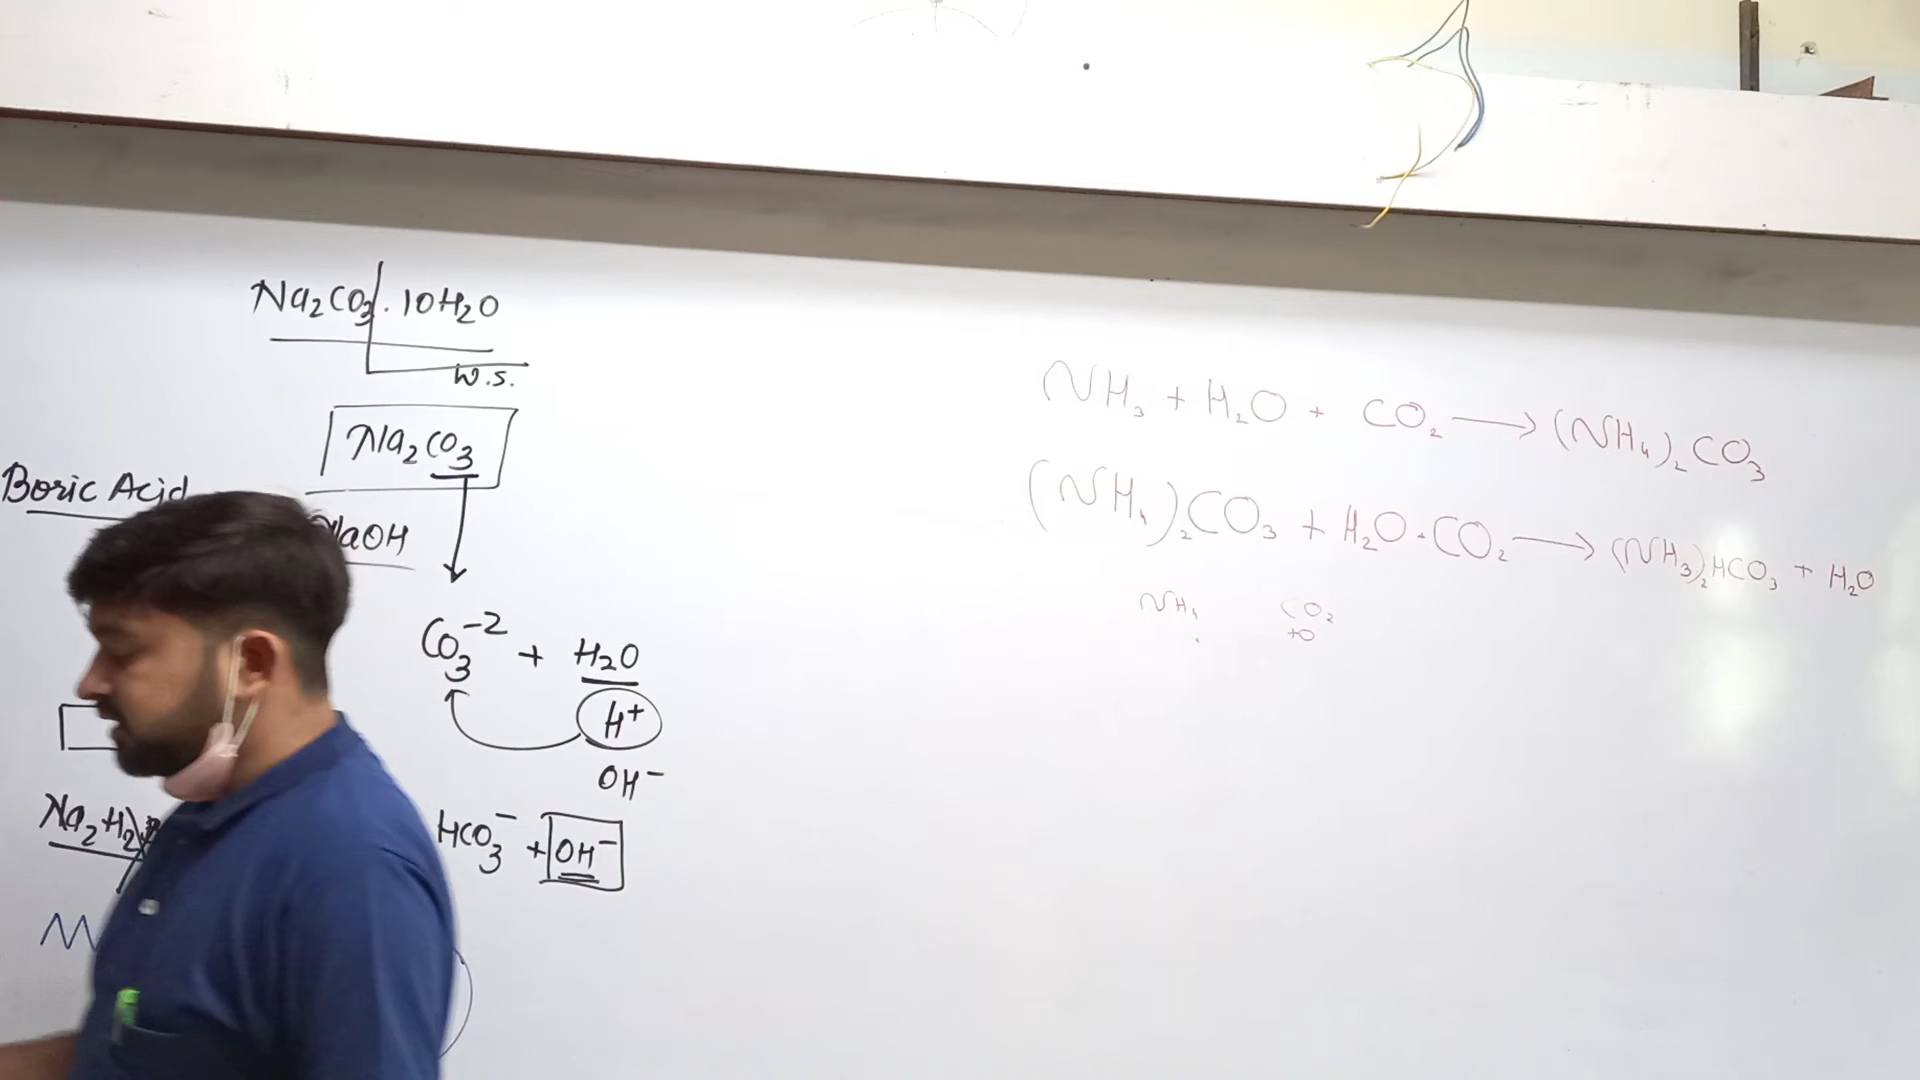 Na₂CO₃ . 10H₂O
W.S.
Na₂CO₃
Boric Acid
NaOH
CO₃⁻² + H₂O
H⁺
OH⁻
Na₂H₂
HCO₃⁻ + OH⁻
NH₃ + H₂O + CO₂ → (NH₄)₂CO₃
(NH₄)₂CO₃ + H₂O . CO₂ → (NH₃)₂HCO₃ + H₂O
CO₂